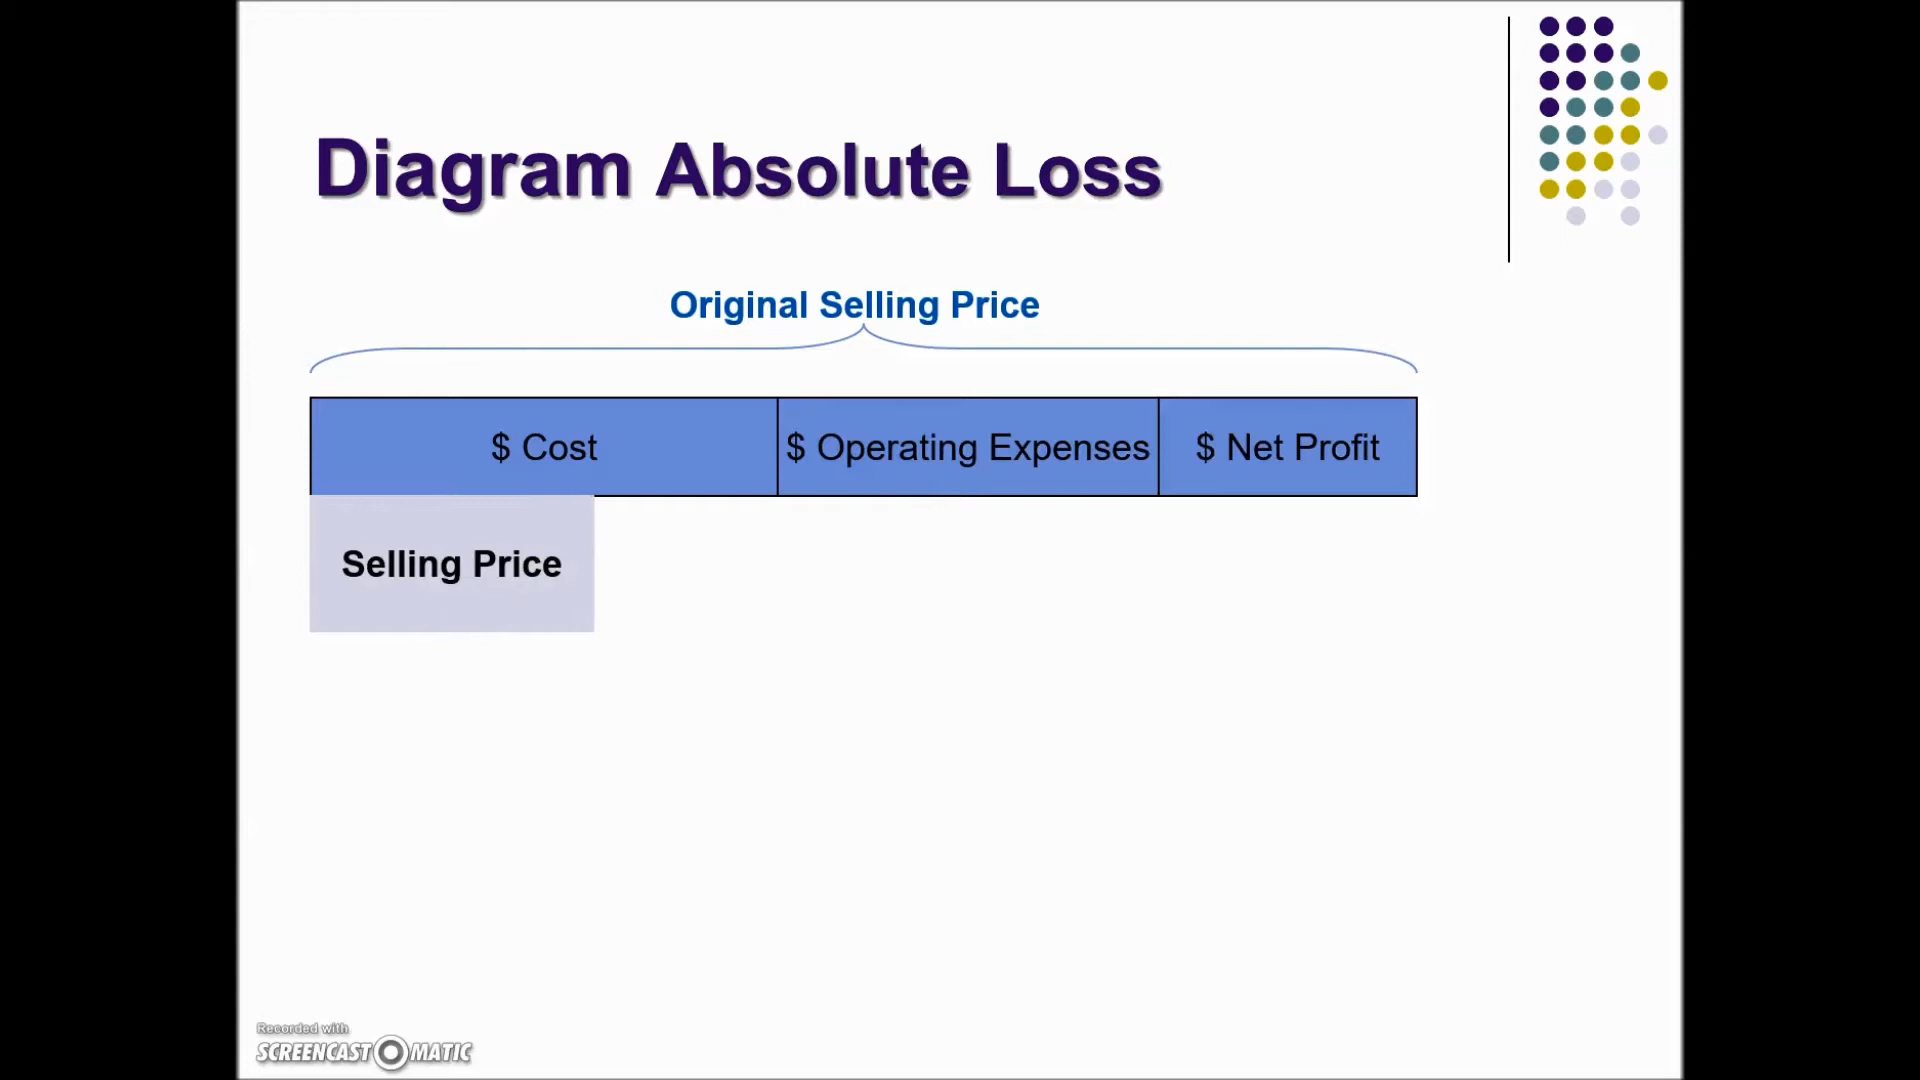 Diagram Absolute Loss
Original Selling Price
$ Cost
$ Operating Expenses
$ Net Profit
Selling Price
Recorded with
SCREENCAST O MATIC